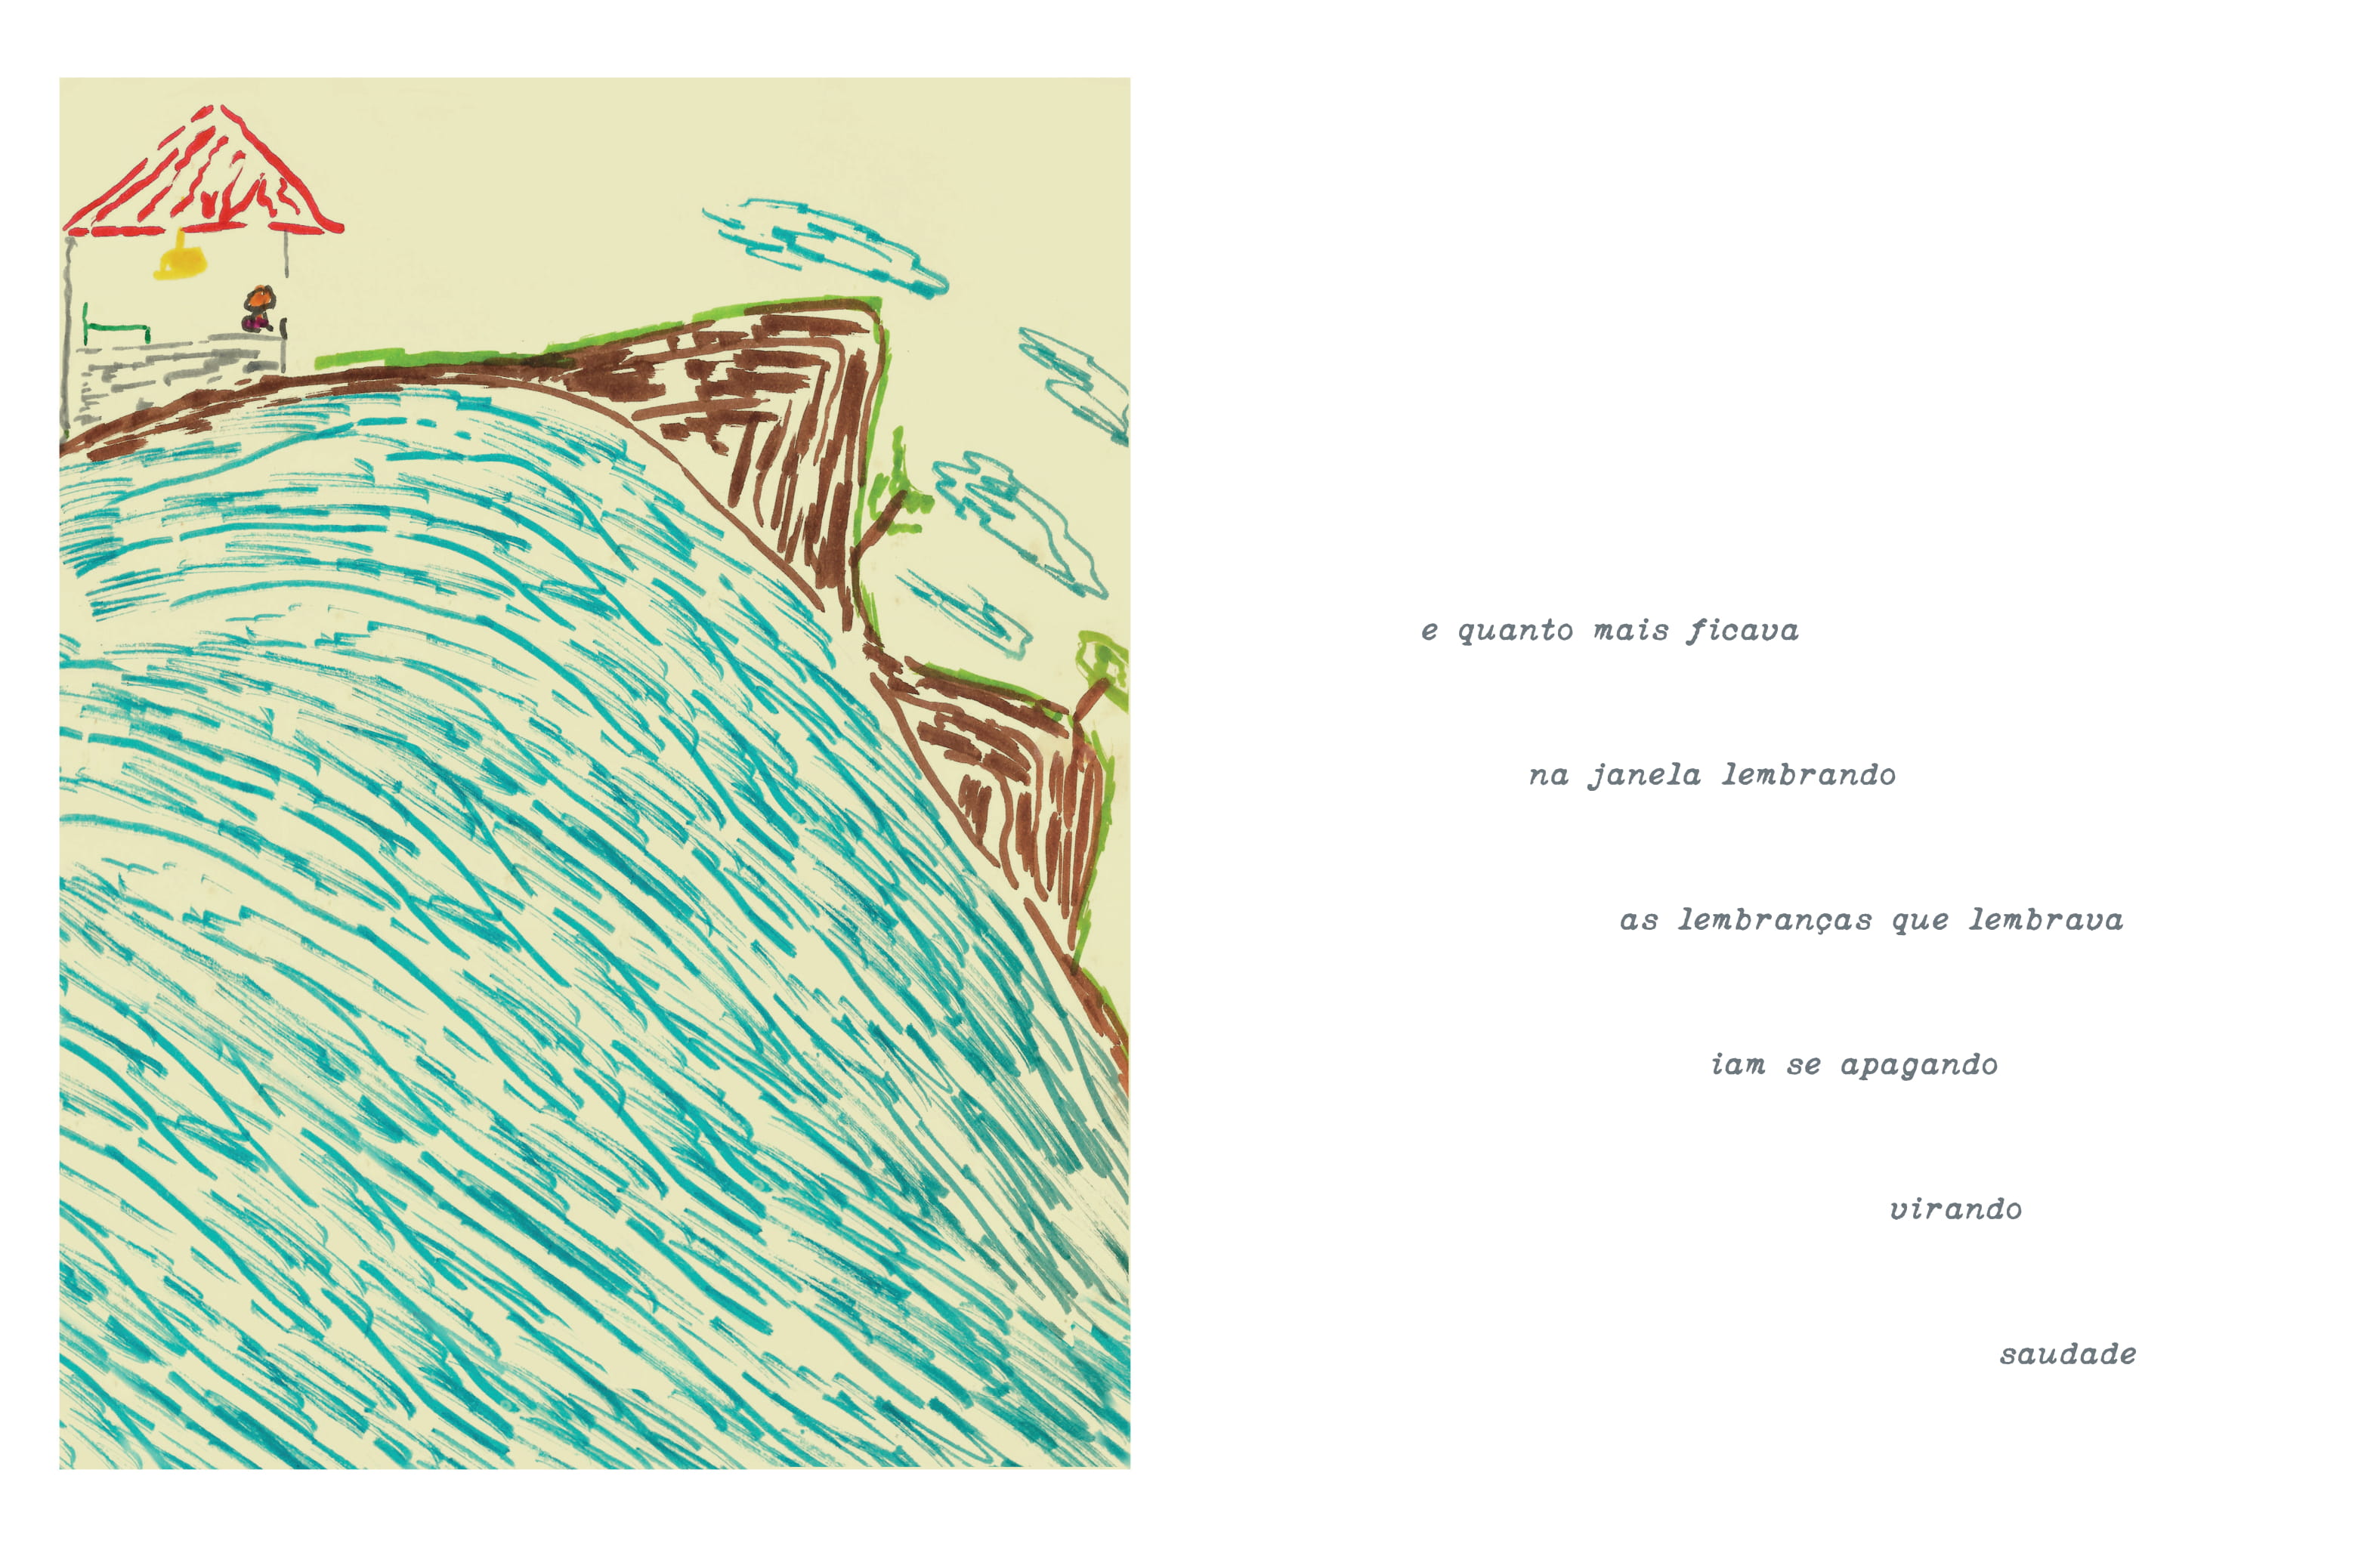 e quanto mais ficava
na janela lembrando
as lembranças que lembrava
iam se apagando
virando
saudade